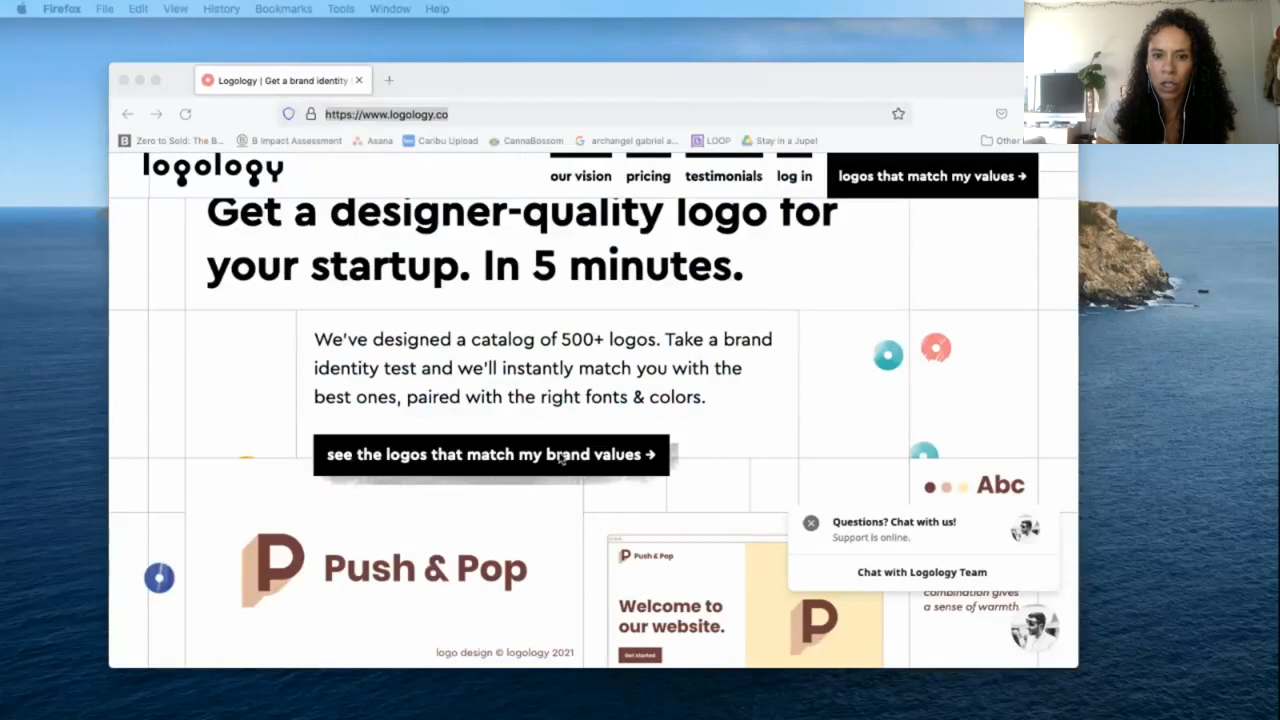 Firefox File Edit View History Bookmarks Tools Window Help
Logology | Get a brand identity
https://www.logology.co
Zero to Sold: The B... B Impact Assessment Asana Caribu Upload CannaBossom archangel gabriel a... LOOP Stay in a Jupe! Other
logology
our vision pricing testimonials log in logos that match my values →
Get a designer-quality logo for
your startup. In 5 minutes.
We've designed a catalog of 500+ logos. Take a brand
identity test and we'll instantly match you with the
best ones, paired with the right fonts & colors.
see the logos that match my brand values →
Abc
P Push & Pop
logo design © logology 2021
Push & Pop
Welcome to
our website.
Get started
P
Questions? Chat with us!
Support is online.
Chat with Logology Team
combination gives
a sense of warmth